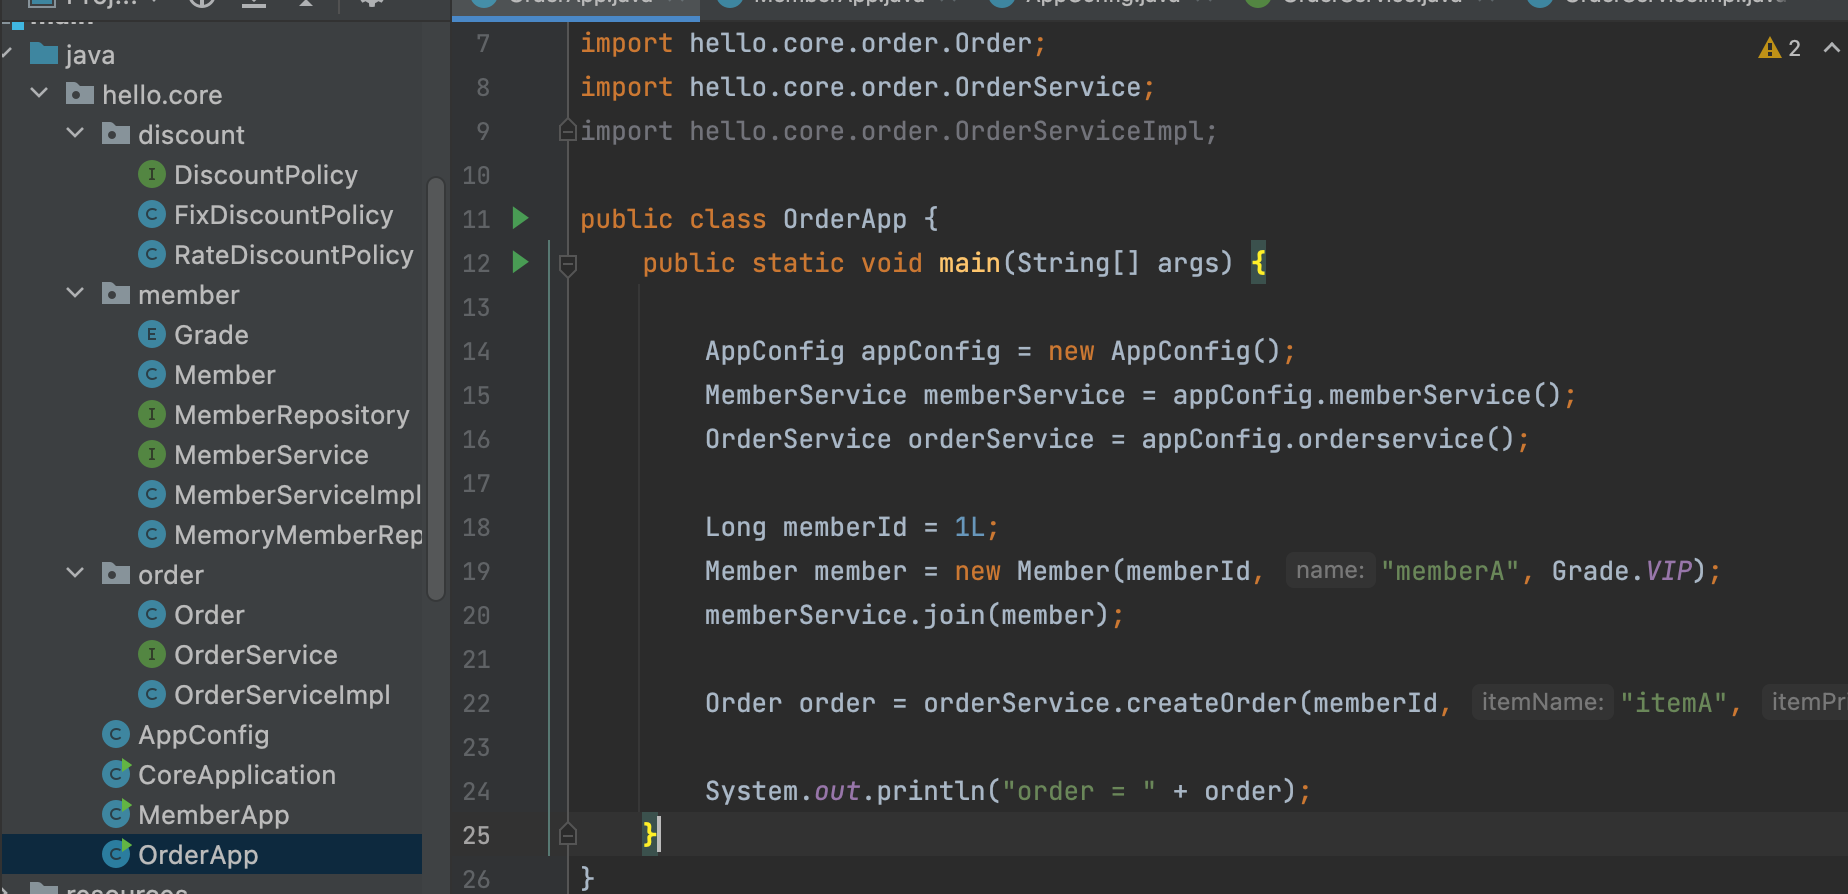 java
hello.core
discount
DiscountPolicy
FixDiscountPolicy
RateDiscountPolicy
member
Grade
Member
MemberRepository
MemberService
MemberServiceImpl
MemoryMemberRep
order
Order
OrderService
OrderServiceImpl
AppConfig
CoreApplication
MemberApp
OrderApp
7 import hello.core.order.Order;
8 import hello.core.order.OrderService;
9 import hello.core.order.OrderServiceImpl;
10
11 public class OrderApp {
12 public static void main(String[] args) {
13
14 AppConfig appConfig = new AppConfig();
15 MemberService memberService = appConfig.memberService();
16 OrderService orderService = appConfig.orderservice();
17
18 Long memberId = 1L;
19 Member member = new Member(memberId, name: "memberA", Grade.VIP);
20 memberService.join(member);
21
22 Order order = orderService.createOrder(memberId, itemName: "itemA", itemPr
23
24 System.out.println("order = " + order);
25 }
26 }
2